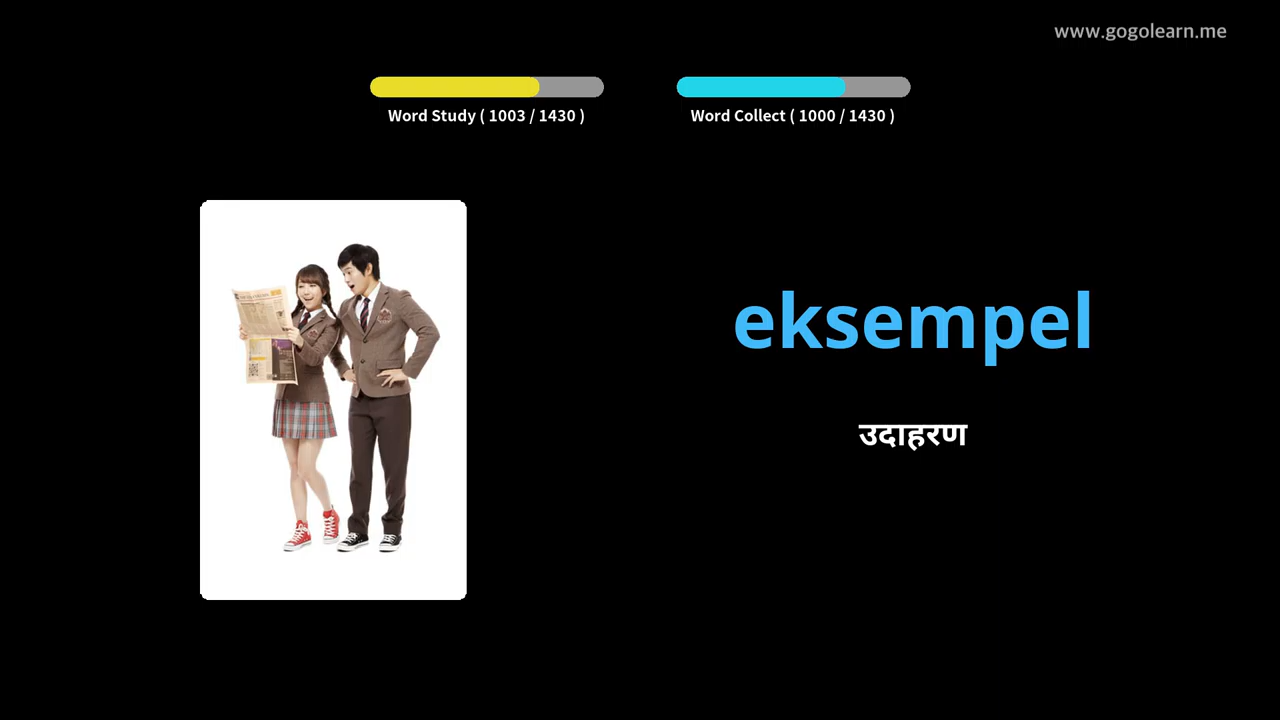 www.gogolearn.me
Word Study ( 1003 / 1430 )
Word Collect ( 1000 / 1430 )
eksempel
उदाहरण